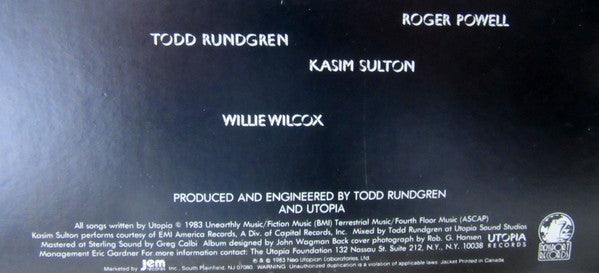 ROGER POWELL
TODD RUNDGREN
KASIM SULTON
WILLIE WILCOX
PRODUCED AND ENGINEERED BY TODD RUNDGREN
AND UTOPIA
All songs written by Utopia © 1983 Unearthly Music/Fiction Music (BMI) Terrestrial Music/Fourth Floor Music (ASCAP)
Kasim Sulton performs courtesy of EMI America Records, A Div. of Capitol Records, Inc. Mixed by Todd Rundgren at Utopia Sound Studios
Mastered at Sterling Sound by Greg Calbi Album designed by John Wagman Back cover photograph by Rob. G. Hansen
Management Eric Gardner For more information contact: The Utopia Foundation 132 Nassau St. Suite 212, N.Y., N.Y. 10038
UTOPIA
RECORDS
PASSPORT
RECORDS
Marketed by jem records Inc., South Plainfield, NJ 07080. WARNING: Unauthorized duplication is a violation of applicable laws. Jacket Printed in Canada
℗ & © 1983 Neo Utopian Laboratories, Ltd.